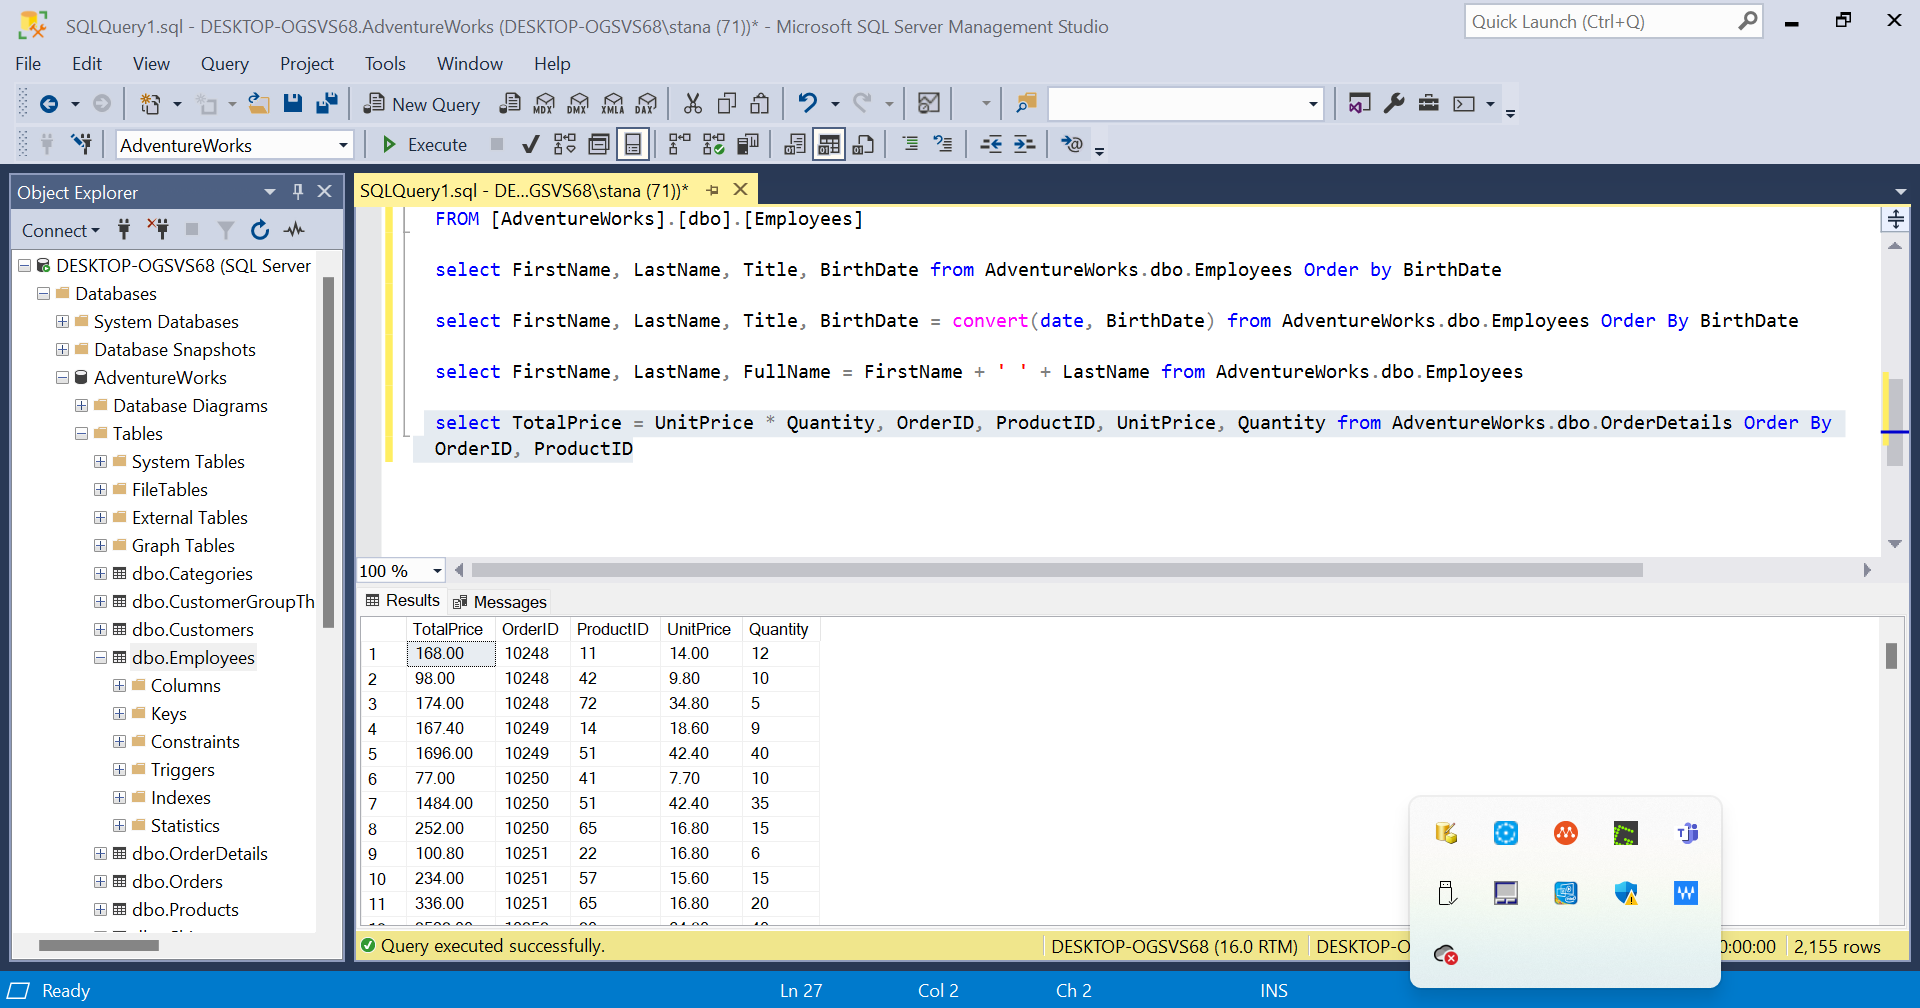 SQLQuery1.sql - DESKTOP-OGSVS68.AdventureWorks (DESKTOP-OGSVS68\stana (71))* - Microsoft SQL Server Management Studio
Quick Launch (Ctrl+Q)
File Edit View Query Project Tools Window Help
New Query MDX DMX XMLA DAX
AdventureWorks Execute
Object Explorer
Connect
DESKTOP-OGSVS68 (SQL Server
Databases
System Databases
Database Snapshots
AdventureWorks
Database Diagrams
Tables
System Tables
FileTables
External Tables
Graph Tables
dbo.Categories
dbo.CustomerGroupTh
dbo.Customers
dbo.Employees
Columns
Keys
Constraints
Triggers
Indexes
Statistics
dbo.OrderDetails
dbo.Orders
dbo.Products
SQLQuery1.sql - DE...GSVS68\stana (71))*
FROM [AdventureWorks].[dbo].[Employees]
select FirstName, LastName, Title, BirthDate from AdventureWorks.dbo.Employees Order by BirthDate
select FirstName, LastName, Title, BirthDate = convert(date, BirthDate) from AdventureWorks.dbo.Employees Order By BirthDate
select FirstName, LastName, FullName = FirstName + ' ' + LastName from AdventureWorks.dbo.Employees
select TotalPrice = UnitPrice * Quantity, OrderID, ProductID, UnitPrice, Quantity from AdventureWorks.dbo.OrderDetails Order By
OrderID, ProductID
100 %
Results Messages
TotalPrice OrderID ProductID UnitPrice Quantity
1 168.00 10248 11 14.00 12
2 98.00 10248 42 9.80 10
3 174.00 10248 72 34.80 5
4 167.40 10249 14 18.60 9
5 1696.00 10249 51 42.40 40
6 77.00 10250 41 7.70 10
7 1484.00 10250 51 42.40 35
8 252.00 10250 65 16.80 15
9 100.80 10251 22 16.80 6
10 234.00 10251 57 15.60 15
11 336.00 10251 65 16.80 20
Query executed successfully.
DESKTOP-OGSVS68 (16.0 RTM) DESKTOP-O 0:00:00 2,155 rows
Ready Ln 27 Col 2 Ch 2 INS